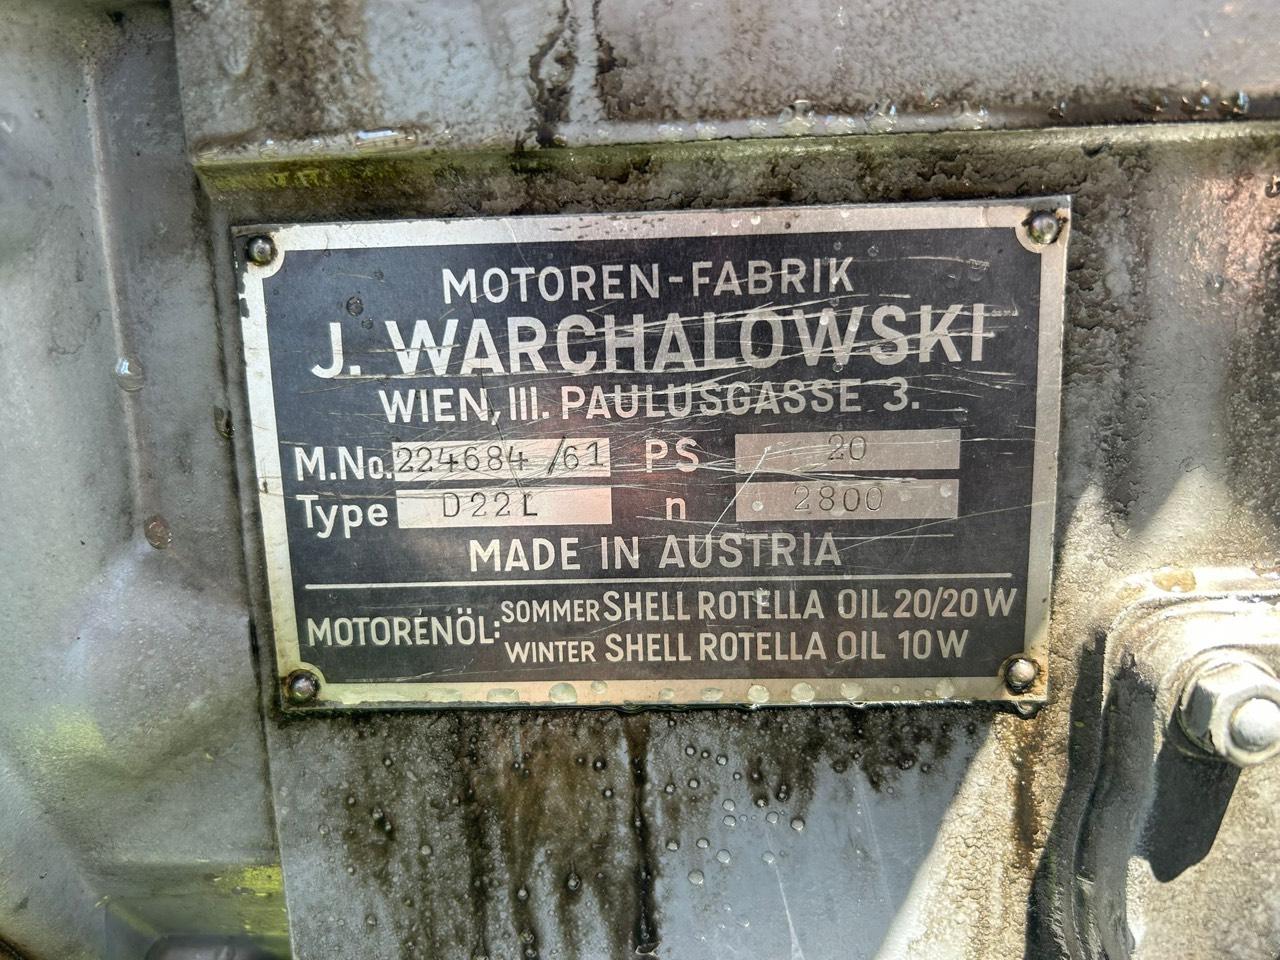 MOTOREN-FABRIK
J. WARCHALOWSKI
WIEN, III. PAULUSGASSE 3.
M.No. 224684 /61 PS 20
Type D22L n 2800
MADE IN AUSTRIA
MOTORENÖL: SOMMER SHELL ROTELLA OIL 20/20 W
WINTER SHELL ROTELLA OIL 10 W